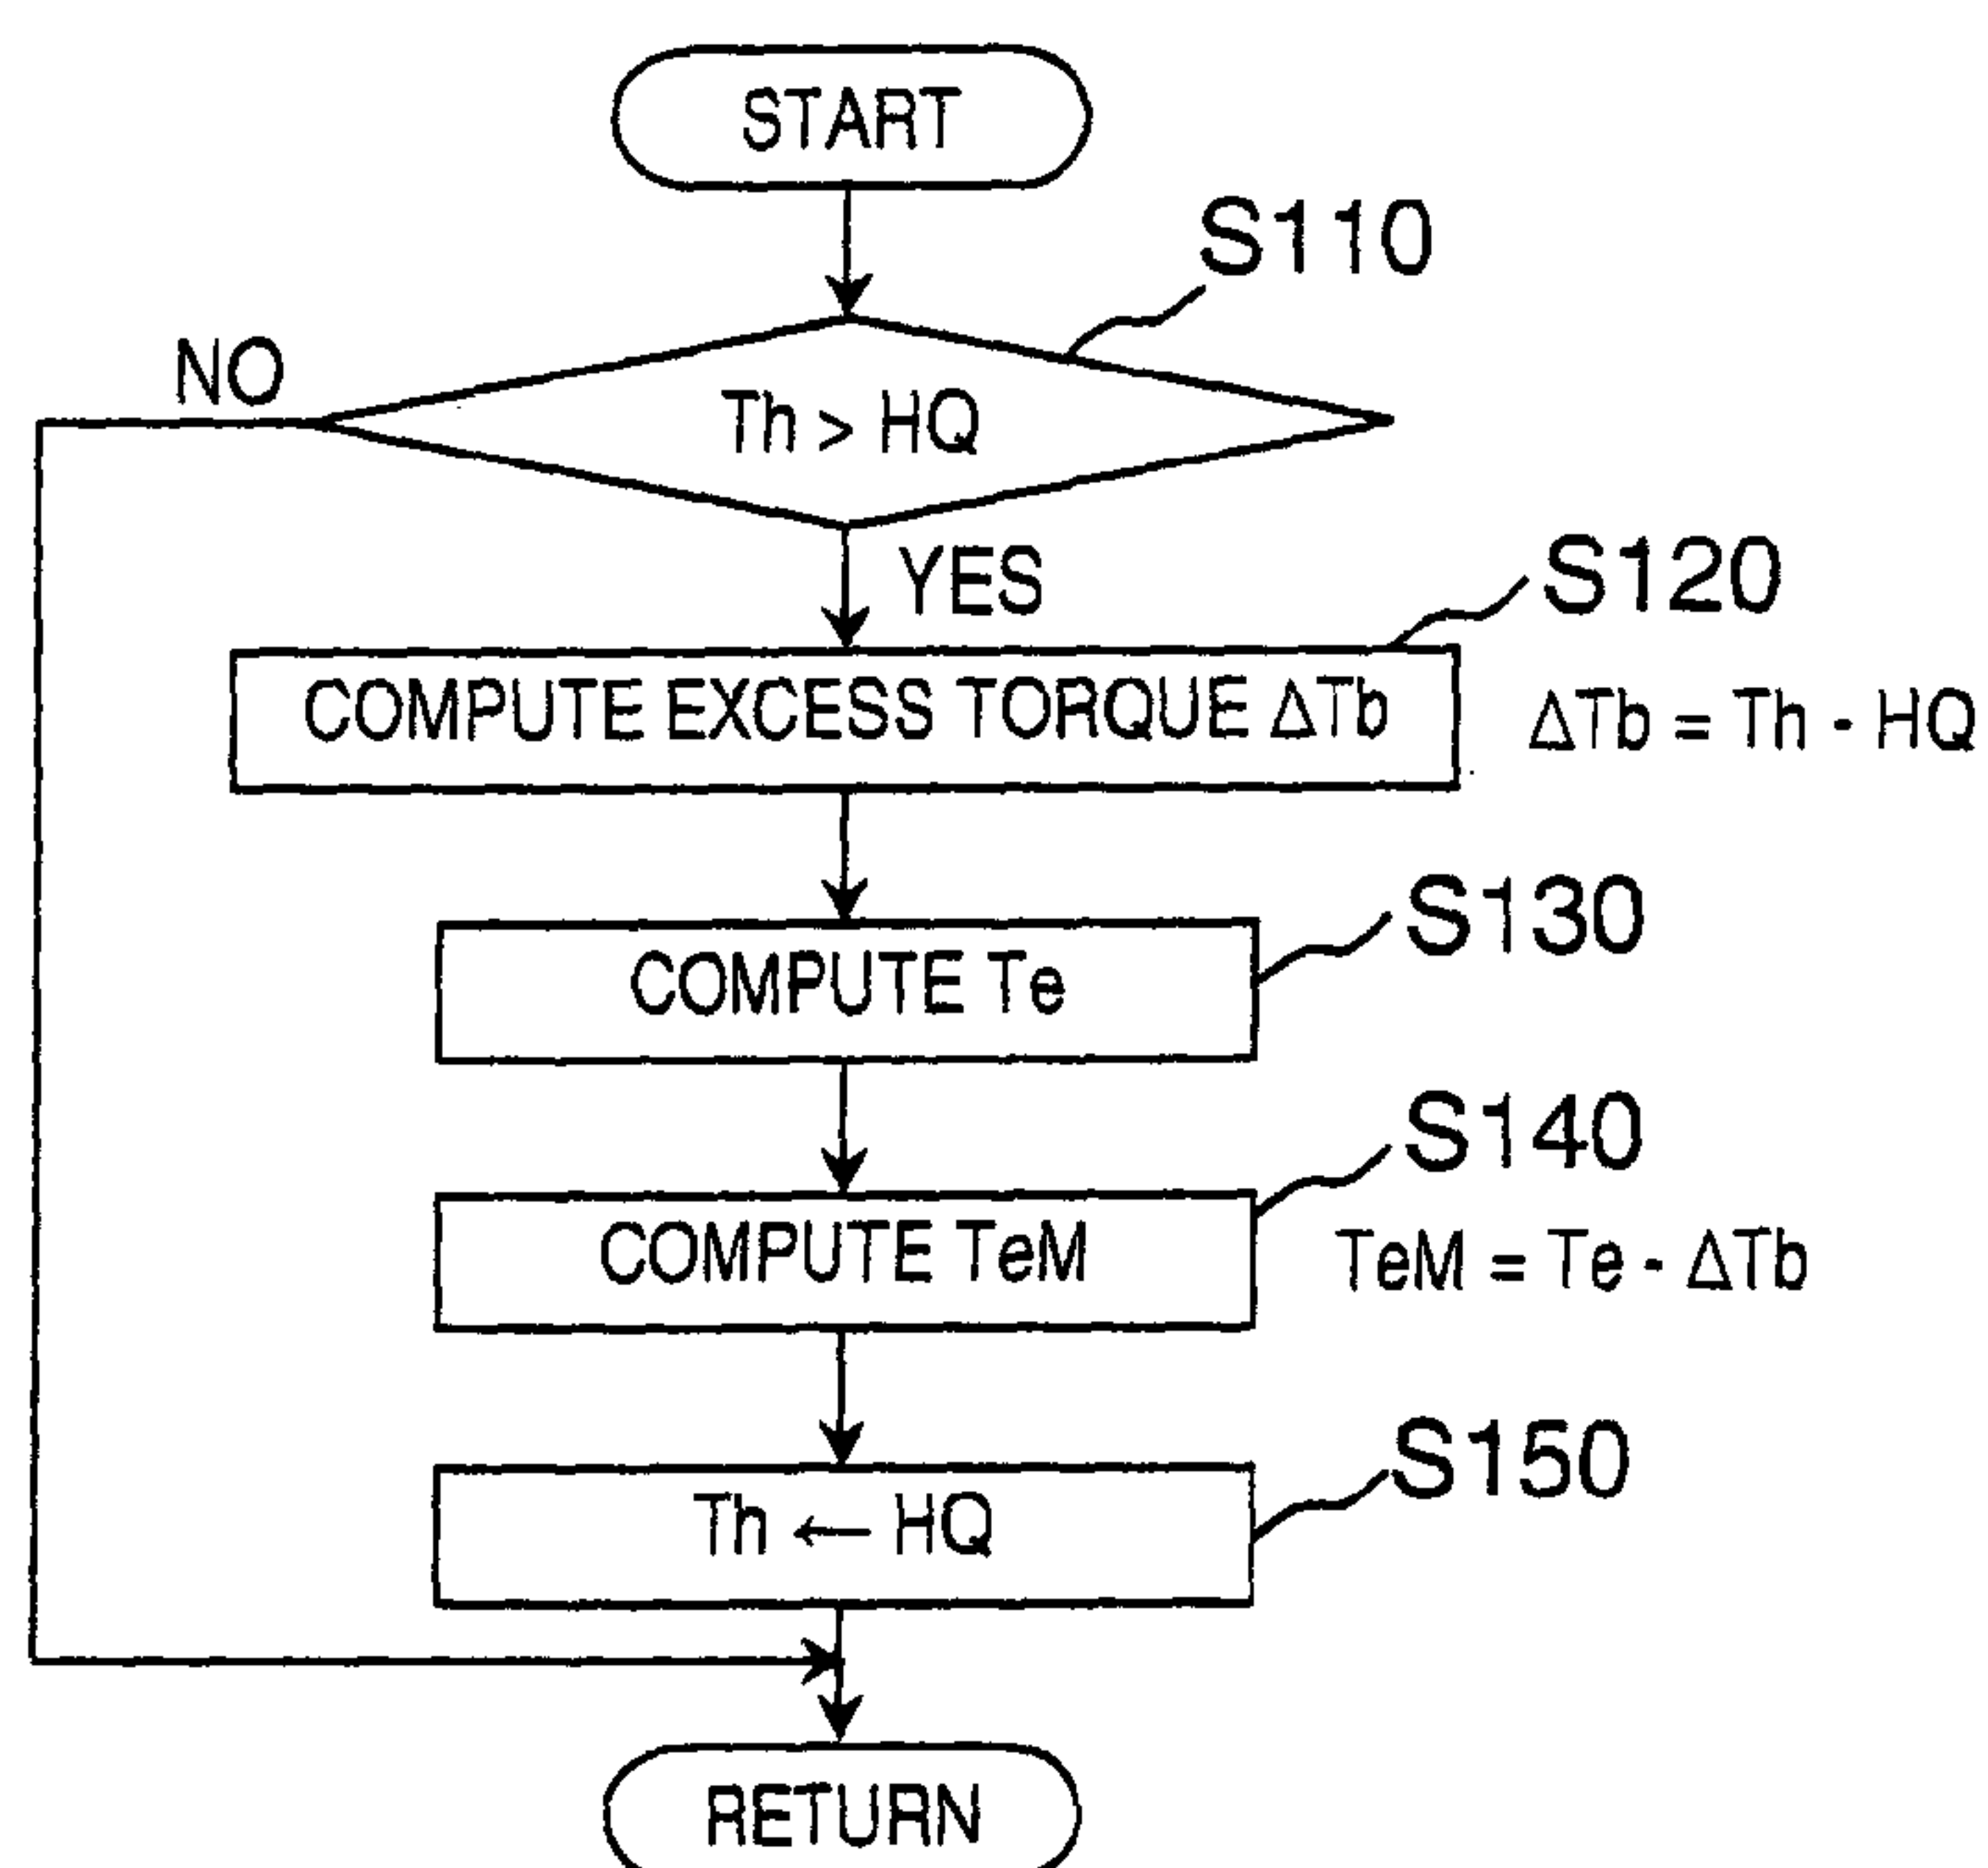 START
S110
NO
Th > HQ
YES
S120
COMPUTE EXCESS TORQUE ΔTb
ΔTb = Th - HQ
S130
COMPUTE Te
S140
COMPUTE TeM
TeM = Te - ΔTb
S150
Th ← HQ
RETURN